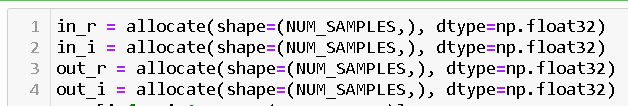 1 in_r = allocate(shape=(NUM_SAMPLES,), dtype=np.float32)
2 in_i = allocate(shape=(NUM_SAMPLES,), dtype=np.float32)
3 out_r = allocate(shape=(NUM_SAMPLES,), dtype=np.float32)
4 out_i = allocate(shape=(NUM_SAMPLES,), dtype=np.float32)